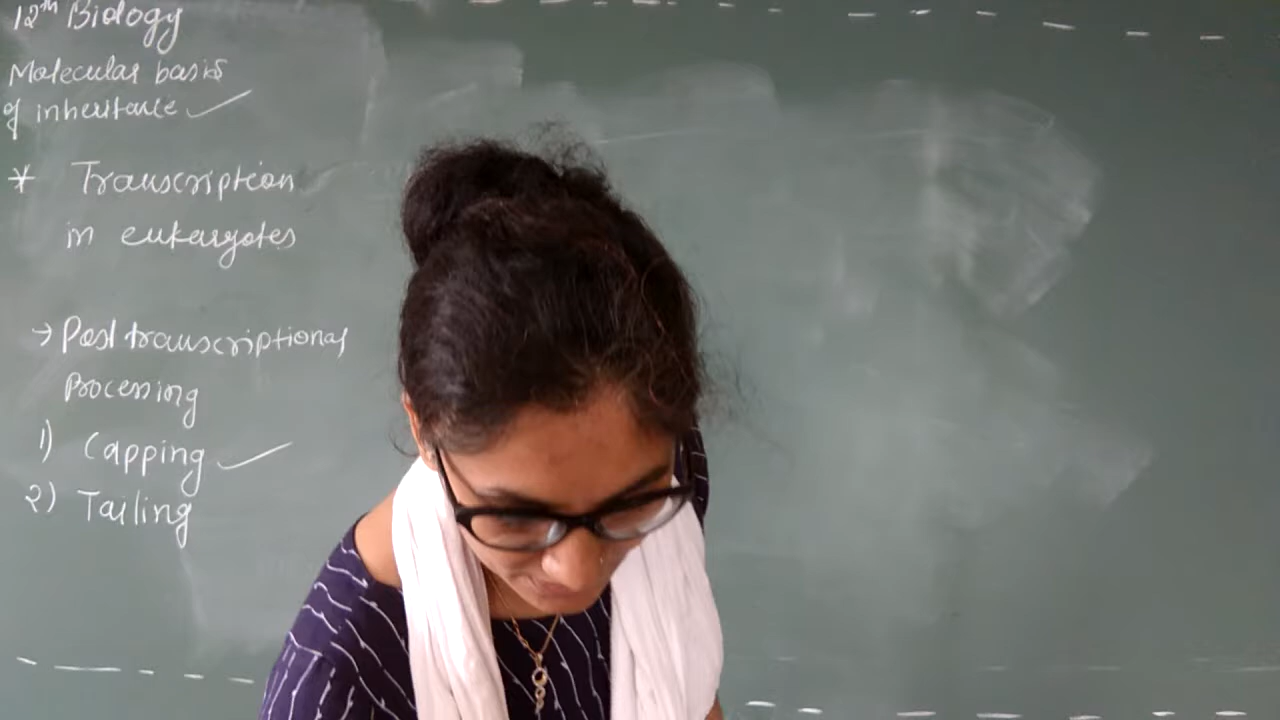 12th Biology
Molecular basis
of inheritance ✓
* Transcription
in eukaryotes
→ Post transcriptional
Processing
1) Capping ✓
2) Tailing